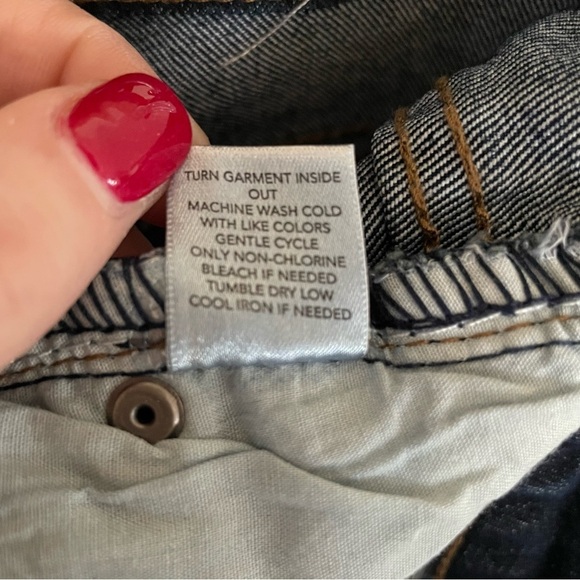 TURN GARMENT INSIDE
OUT
MACHINE WASH COLD
WITH LIKE COLORS
GENTLE CYCLE
ONLY NON-CHLORINE
BLEACH IF NEEDED
TUMBLE DRY LOW
COOL IRON IF NEEDED